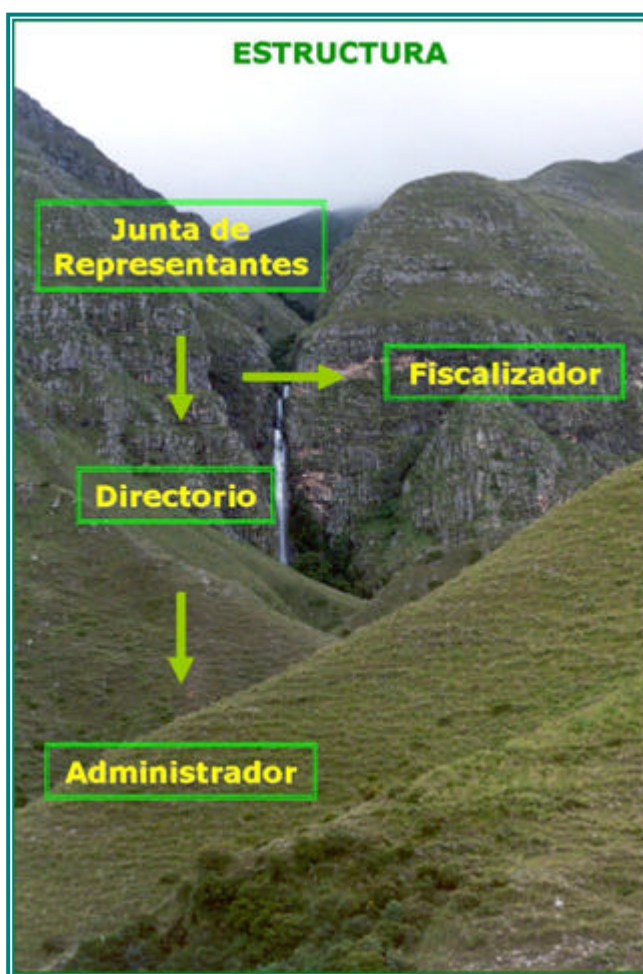 ESTRUCTURA
Junta de
Representantes
Fiscalizador
Directorio
Administrador